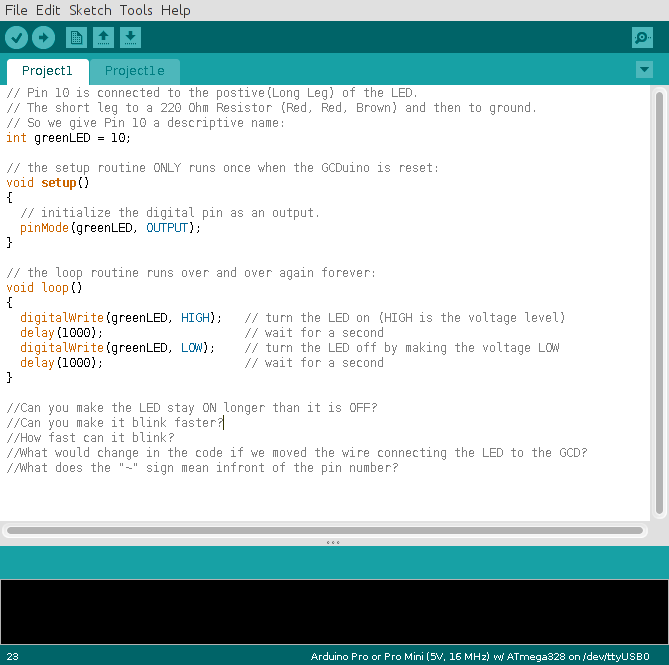 File Edit Sketch Tools Help
Project1 Project1e
// Pin 10 is connected to the postive(Long Leg) of the LED.
// The short leg to a 220 Ohm Resistor (Red, Red, Brown) and then to ground.
// So we give Pin 10 a descriptive name:
int greenLED = 10;
// the setup routine ONLY runs once when the GCDuino is reset:
void setup()
{
// initialize the digital pin as an output.
pinMode(greenLED, OUTPUT);
}
// the loop routine runs over and over again forever:
void loop()
{
digitalWrite(greenLED, HIGH); // turn the LED on (HIGH is the voltage level)
delay(1000); // wait for a second
digitalWrite(greenLED, LOW); // turn the LED off by making the voltage LOW
delay(1000); // wait for a second
}
//Can you make the LED stay ON longer than it is OFF?
//Can you make it blink faster?
//How fast can it blink?
//What would change in the code if we moved the wire connecting the LED to the GCD?
//What does the "~" sign mean infront of the pin number?
23 Arduino Pro or Pro Mini (5V, 16 MHz) w/ ATmega328 on /dev/ttyUSB0